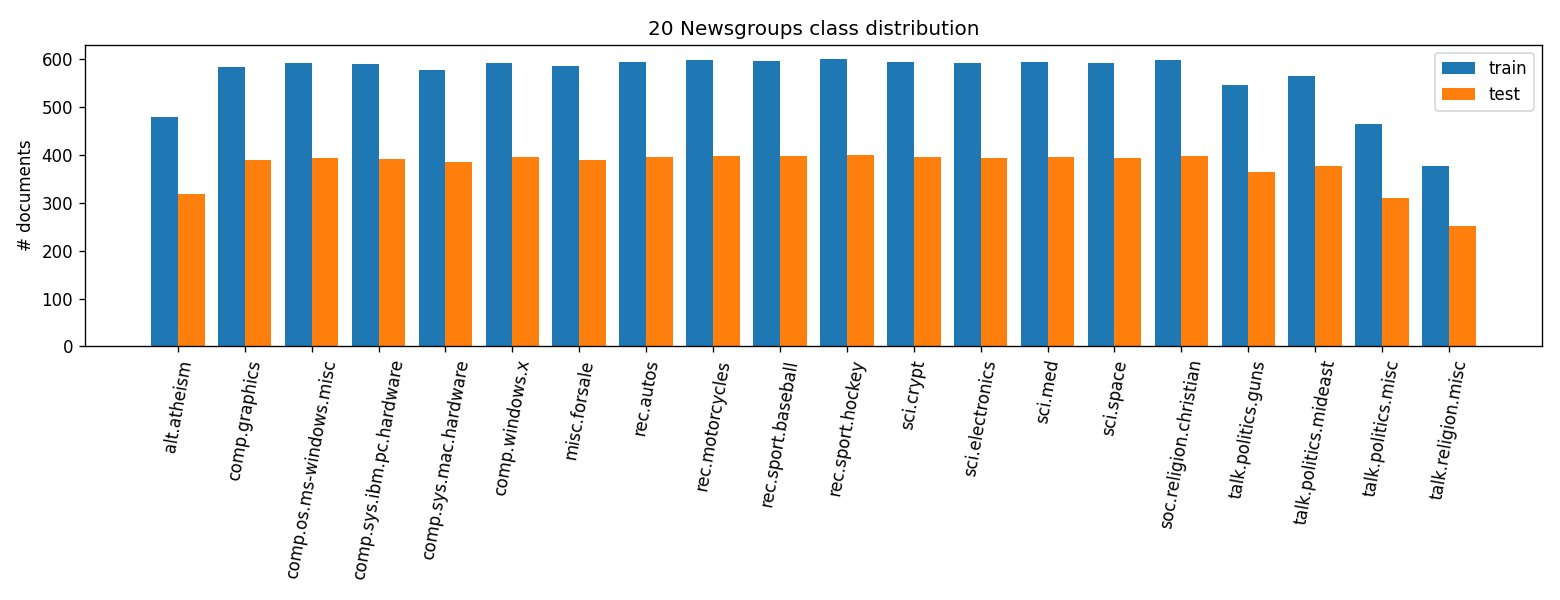 20 Newsgroups class distribution
train
test
# documents
600
500
400
300
200
100
0
alt.atheism
comp.graphics
comp.os.ms-windows.misc
comp.sys.ibm.pc.hardware
comp.sys.mac.hardware
comp.windows.x
misc.forsale
rec.autos
rec.motorcycles
rec.sport.baseball
rec.sport.hockey
sci.crypt
sci.electronics
sci.med
sci.space
soc.religion.christian
talk.politics.guns
talk.politics.mideast
talk.politics.misc
talk.religion.misc